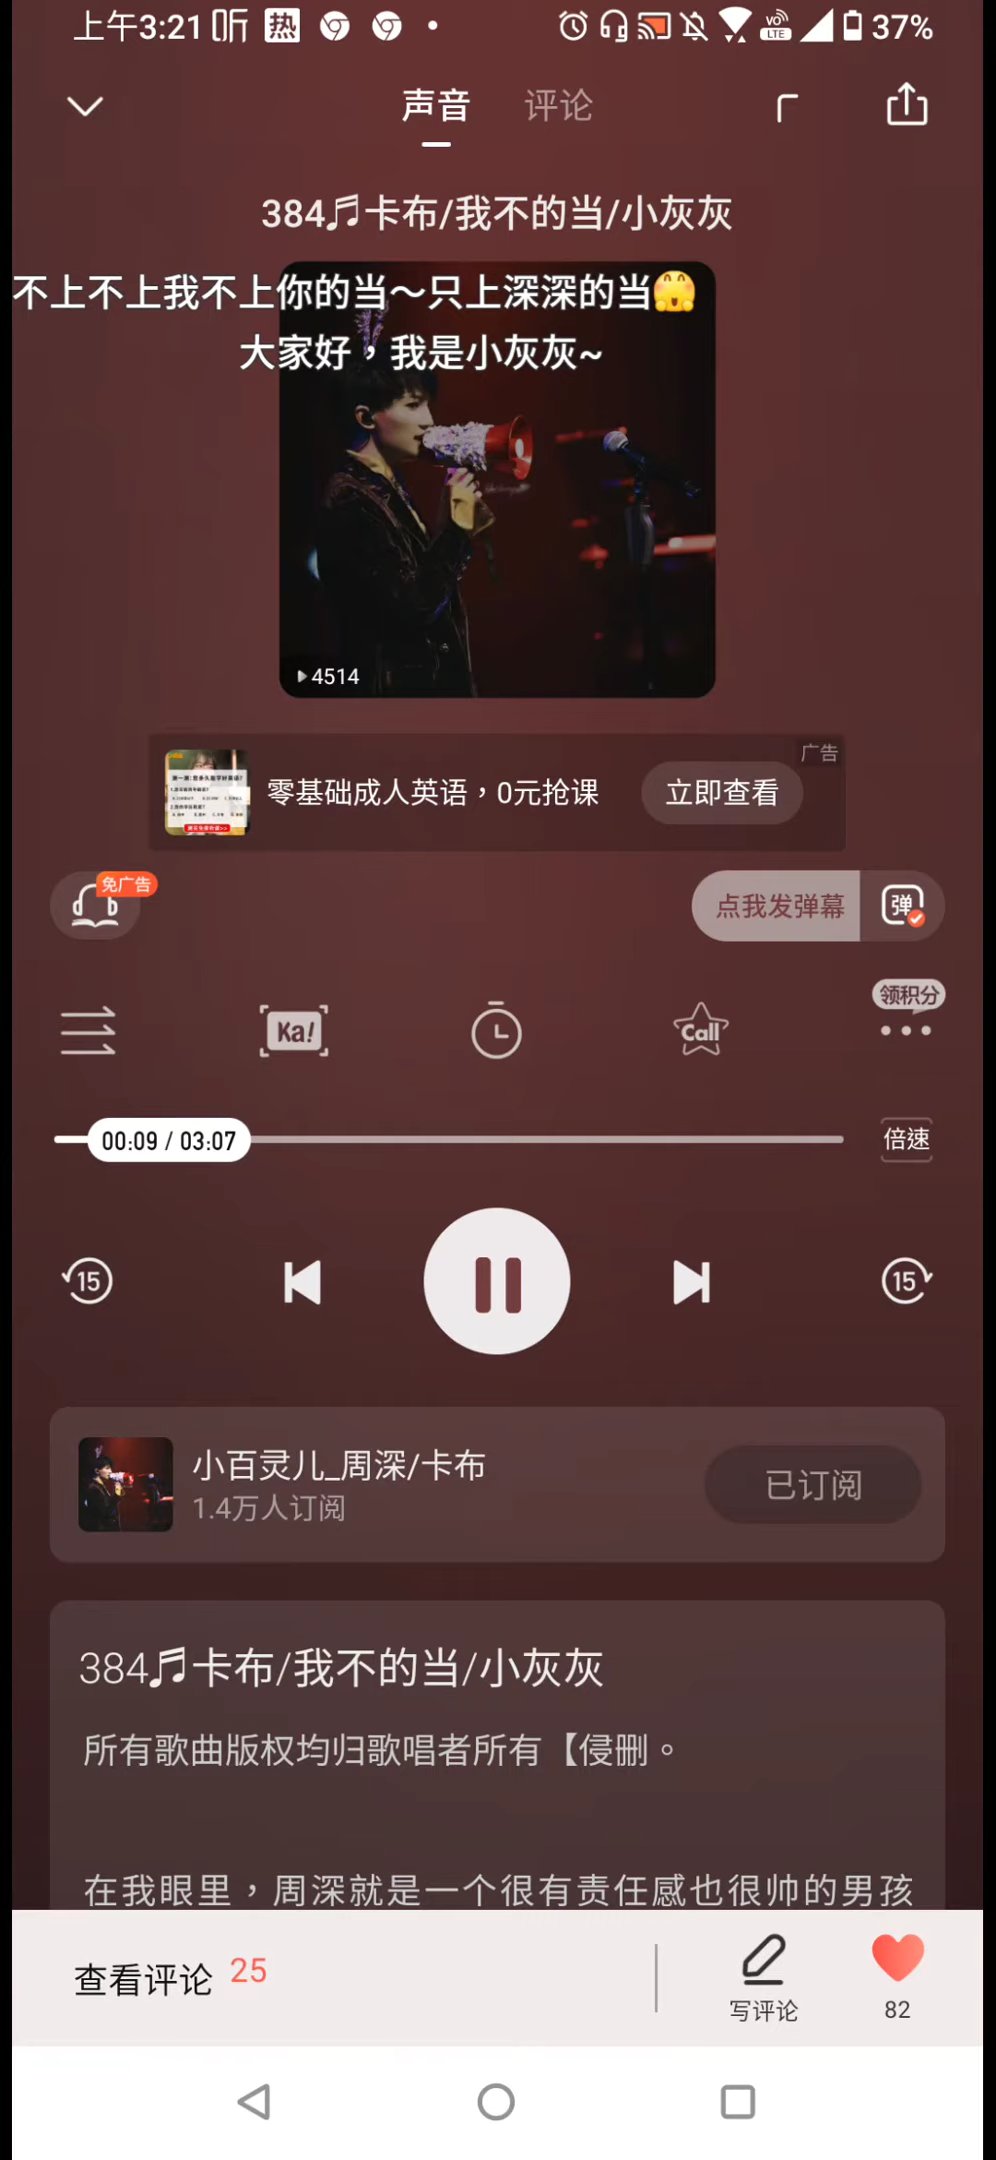 上午3:21 听 热 VO LTE 37%
声音 评论
384♬卡布/我不的当/小灰灰
不上不上我不上你的当～只上深深的当
大家好，我是小灰灰~
4514
广告
零基础成人英语，0元抢课 立即查看
免广告
点我发弹幕 弹
领积分
Ka! Call
00:09 / 03:07 倍速
15 15
小百灵儿_周深/卡布
1.4万人订阅
已订阅
384♬卡布/我不的当/小灰灰
所有歌曲版权均归歌唱者所有【侵删。
在我眼里，周深就是一个很有责任感也很帅的男孩
查看评论 25
写评论
82